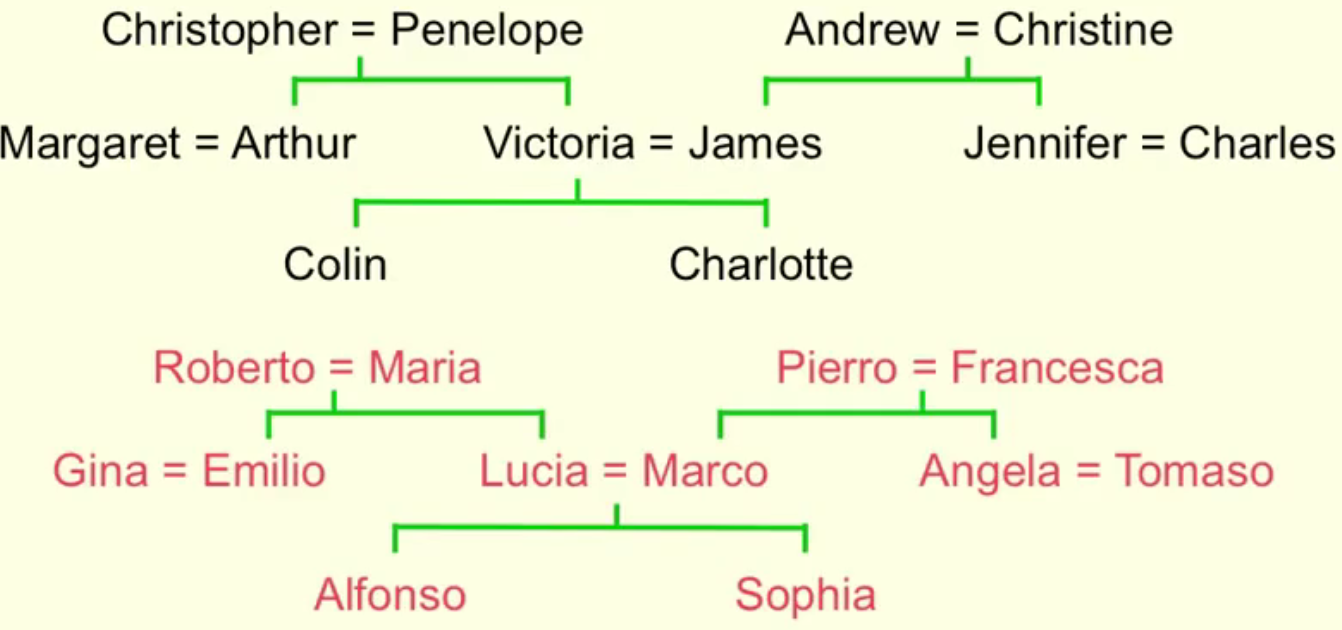 Christopher = Penelope
Andrew = Christine
Margaret = Arthur
Victoria = James
Jennifer = Charles
Colin
Charlotte
Roberto = Maria
Pierro = Francesca
Gina = Emilio
Lucia = Marco
Angela = Tomaso
Alfonso
Sophia